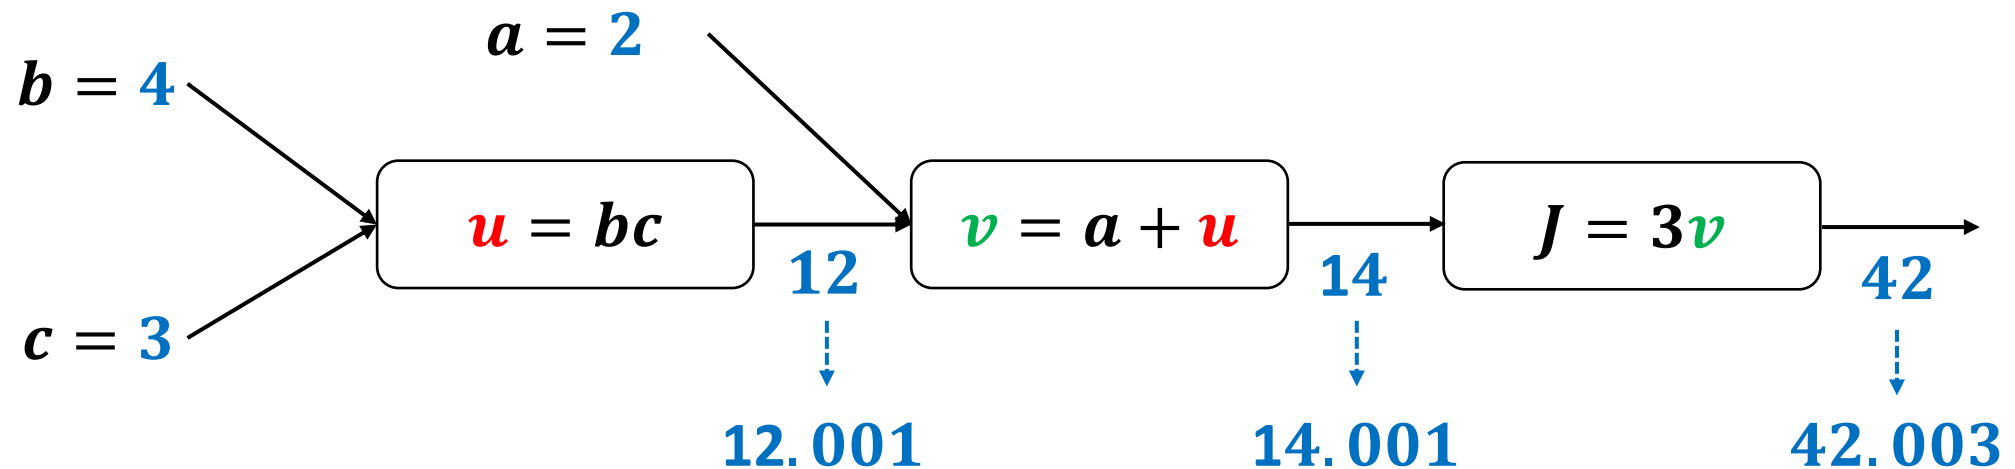 a = 2
b = 4
u = bc
v = a + u
J = 3v
12
14
42
c = 3
12.001
14.001
42.003